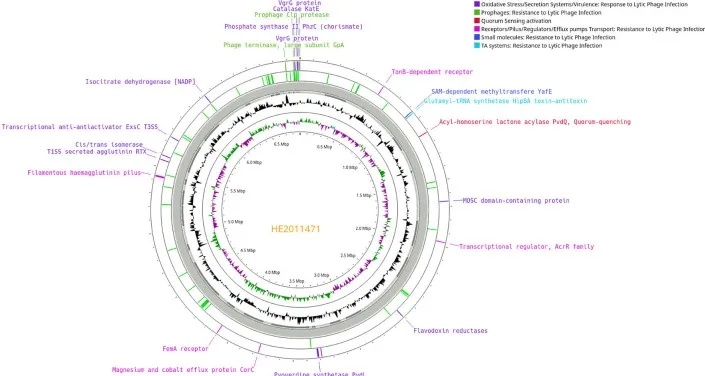 VgrG protein
Catalase KatE
Prophage Clp protease
Phosphate synthase II PhzC (chorismate)
VgrG protein
Phage terminase, large subunit GpA
Oxidative Stress/Secretion Systems/Virulence: Response to Lytic Phage Infection
Prophages: Resistance to Lytic Phage Infection
Quorum Sensing activation
Receptors/Pilus/Regulators/Efflux pumps Transport: Resistance to Lytic Phage Infection
Small molecules: Resistance to Lytic Phage Infection
TA systems: Resistance to Lytic Phage Infection
Isocitrate dehydrogenase [NADP]
TonB-dependent receptor
SAM-dependent methyltransfere YafE
Glutamyl-tRNA synthetase HipBA toxin-antitoxin
Acyl-homoserine lactone acylase PvdQ, Quorum-quenching
Transcriptional anti-antiactivator ExsC T3SS
Cis/trans isomerase
T1SS secreted agglutinin RTX
Filamentous haemagglutinin pilus
MOSC domain-containing protein
Transcriptional regulator, AcrR family
Flavodoxin reductases
FemA receptor
Magnesium and cobalt efflux protein CorC
Pyoverdine synthetase PvdL
0.5 Mbp
1.0 Mbp
1.5 Mbp
2.0 Mbp
2.5 Mbp
3.0 Mbp
3.5 Mbp
4.0 Mbp
4.5 Mbp
5.0 Mbp
5.5 Mbp
6.0 Mbp
HE2011471